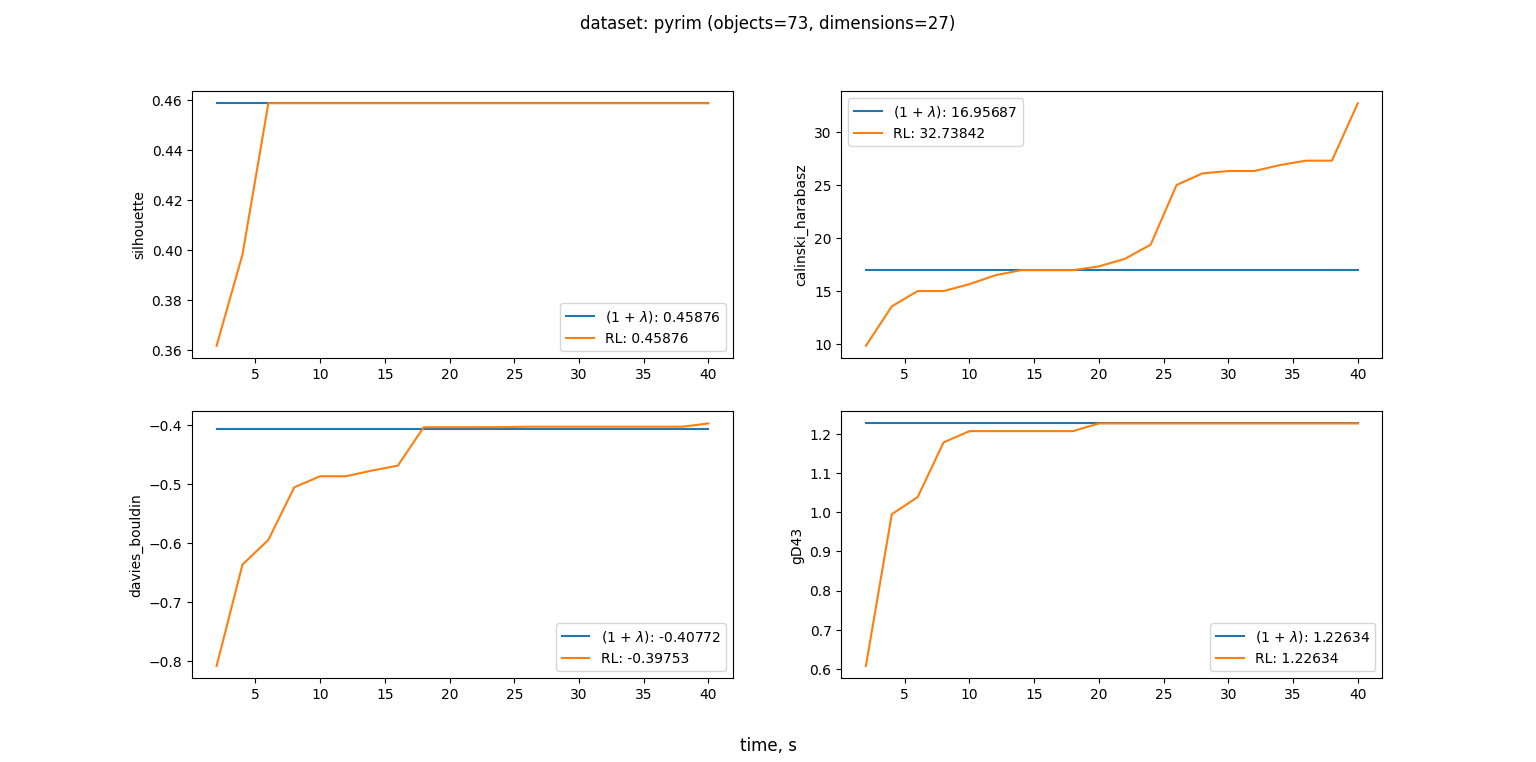 dataset: pyrim (objects=73, dimensions=27)
silhouette
0.46
0.44
0.42
0.40
0.38
0.36
5 10 15 20 25 30 35 40
(1 + λ): 0.45876
RL: 0.45876
calinski_harabasz
30
25
20
15
10
5 10 15 20 25 30 35 40
(1 + λ): 16.95687
RL: 32.73842
davies_bouldin
−0.4
−0.5
−0.6
−0.7
−0.8
5 10 15 20 25 30 35 40
(1 + λ): -0.40772
RL: -0.39753
gD43
1.2
1.1
1.0
0.9
0.8
0.7
0.6
5 10 15 20 25 30 35 40
(1 + λ): 1.22634
RL: 1.22634
time, s